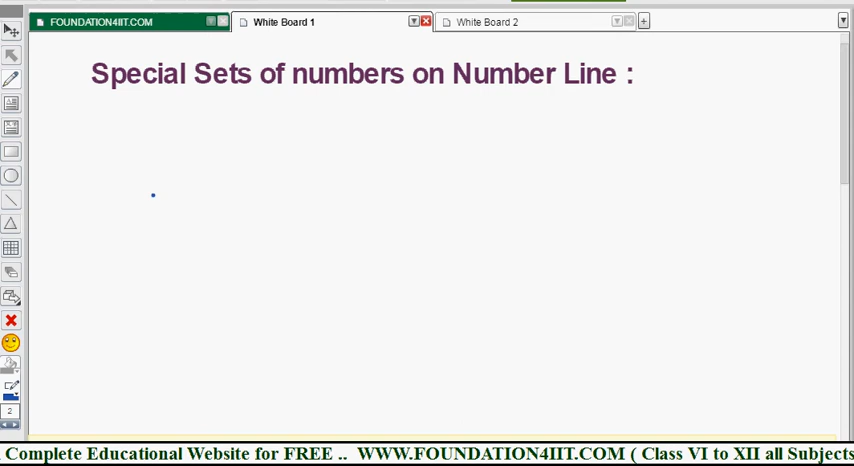 FOUNDATION4IIT.COM
White Board 1
White Board 2
Special Sets of numbers on Number Line :
2
Complete Educational Website for FREE .. WWW.FOUNDATION4IIT.COM ( Class VI to XII all Subjects